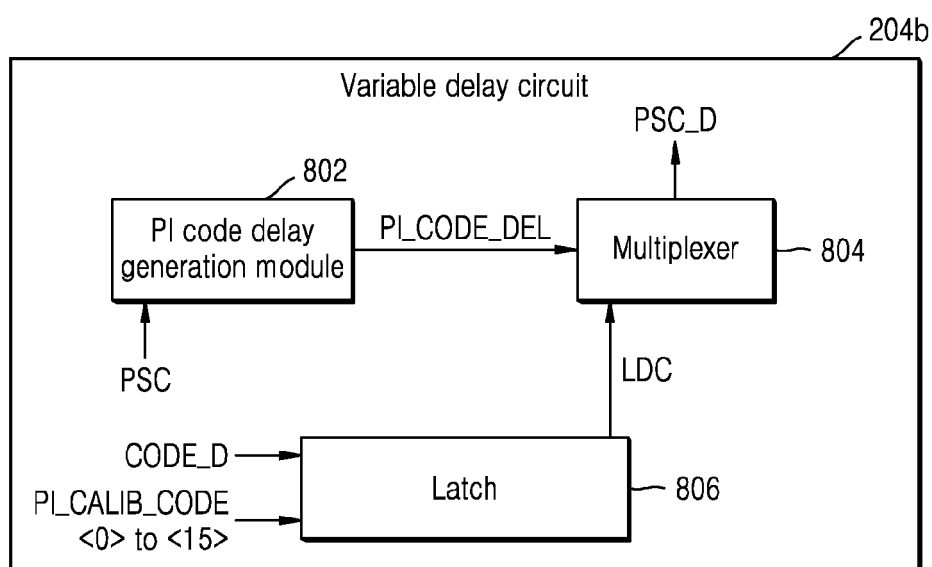 204b
Variable delay circuit
PSC_D
802
PI code delay
generation module
PI_CODE_DEL
Multiplexer
804
PSC
LDC
CODE_D
Latch
806
PI_CALIB_CODE
<0> to <15>